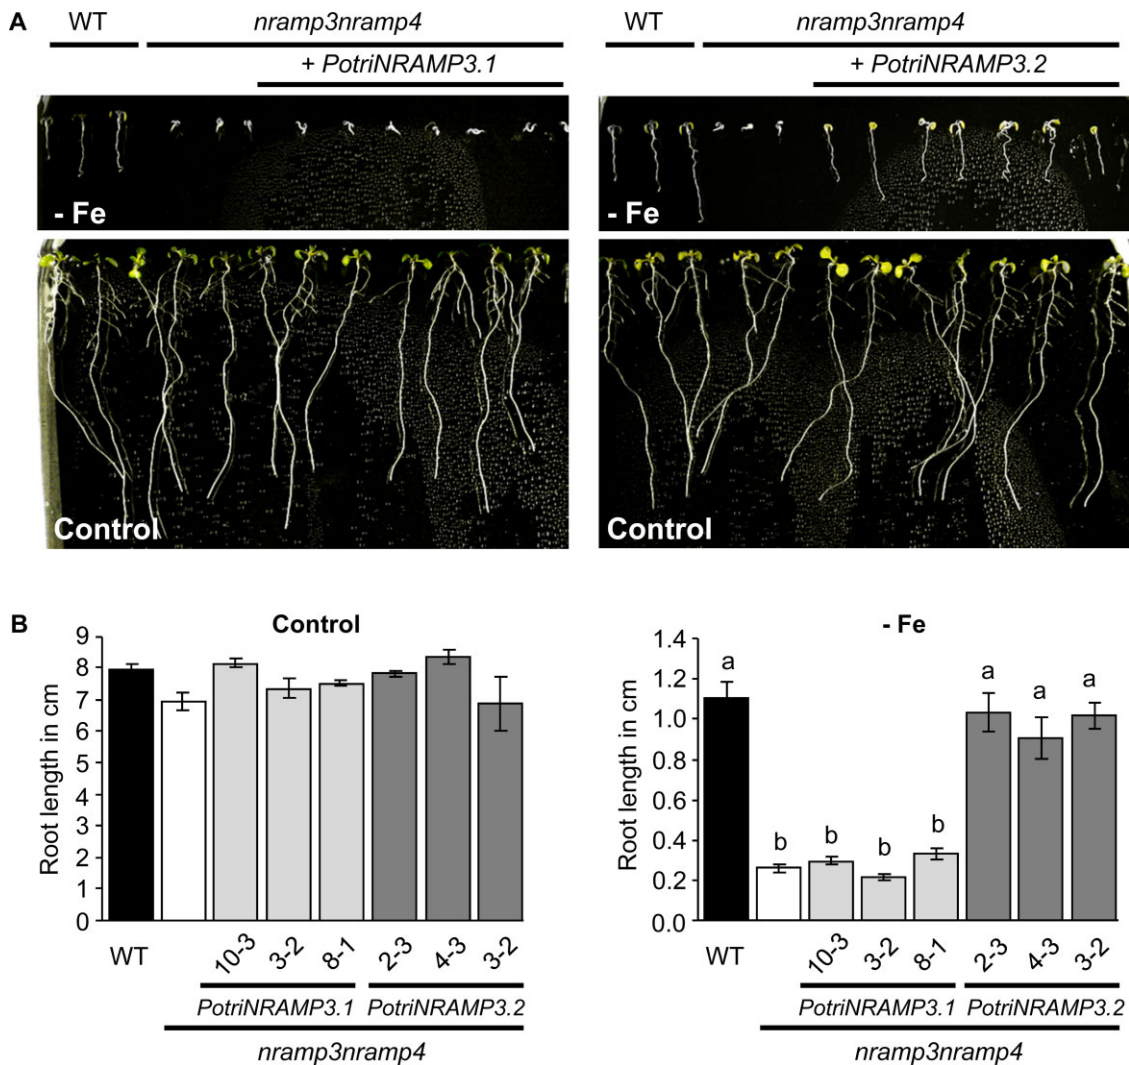 A
WT
nramp3nramp4
+ PotriNRAMP3.1
- Fe
Control
WT
nramp3nramp4
+ PotriNRAMP3.2
- Fe
Control
B
Control
Root length in cm
9
8
7
6
5
4
3
2
1
0
WT
10-3
3-2
8-1
2-3
4-3
3-2
PotriNRAMP3.1
PotriNRAMP3.2
nramp3nramp4
- Fe
Root length in cm
1.4
1.2
1.0
0.8
0.6
0.4
0.2
0.0
a
b
b
b
b
a
a
a
WT
10-3
3-2
8-1
2-3
4-3
3-2
PotriNRAMP3.1
PotriNRAMP3.2
nramp3nramp4